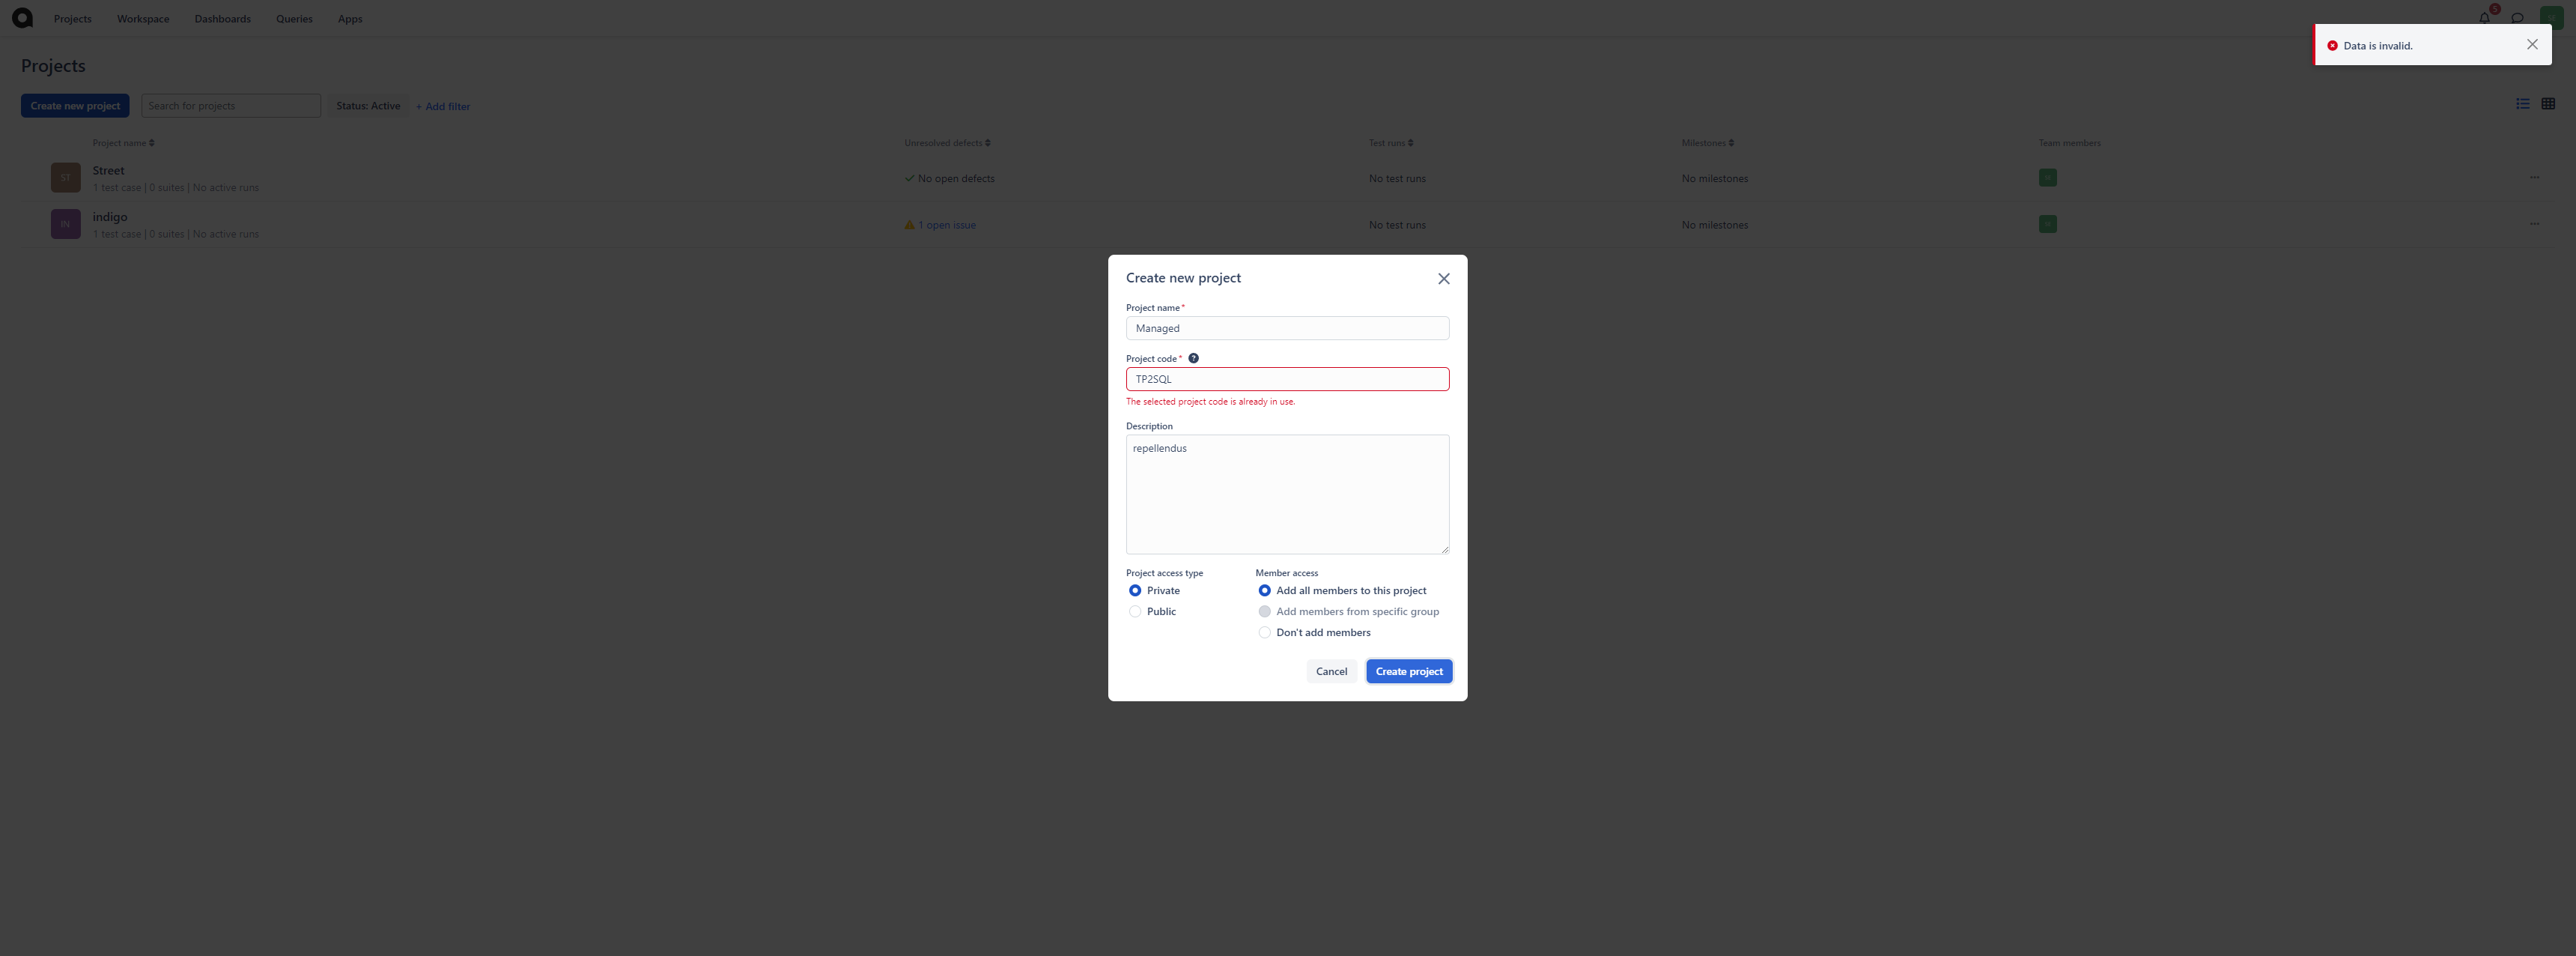 Projects Workspace Dashboards Queries Apps 5
Data is invalid.
Projects
Create new project Search for projects Status: Active + Add filter
Project name Unresolved defects Test runs Milestones Team members
ST Street No open defects No test runs No milestones
1 test case | 0 suites | No active runs
IN indigo 1 open issue No test runs No milestones
1 test case | 0 suites | No active runs
Create new project
Project name*
Managed
Project code* ?
TP2SQL
The selected project code is already in use.
Description
repellendus
Project access type Member access
Private Add all members to this project
Public Add members from specific group
Don't add members
Cancel Create project